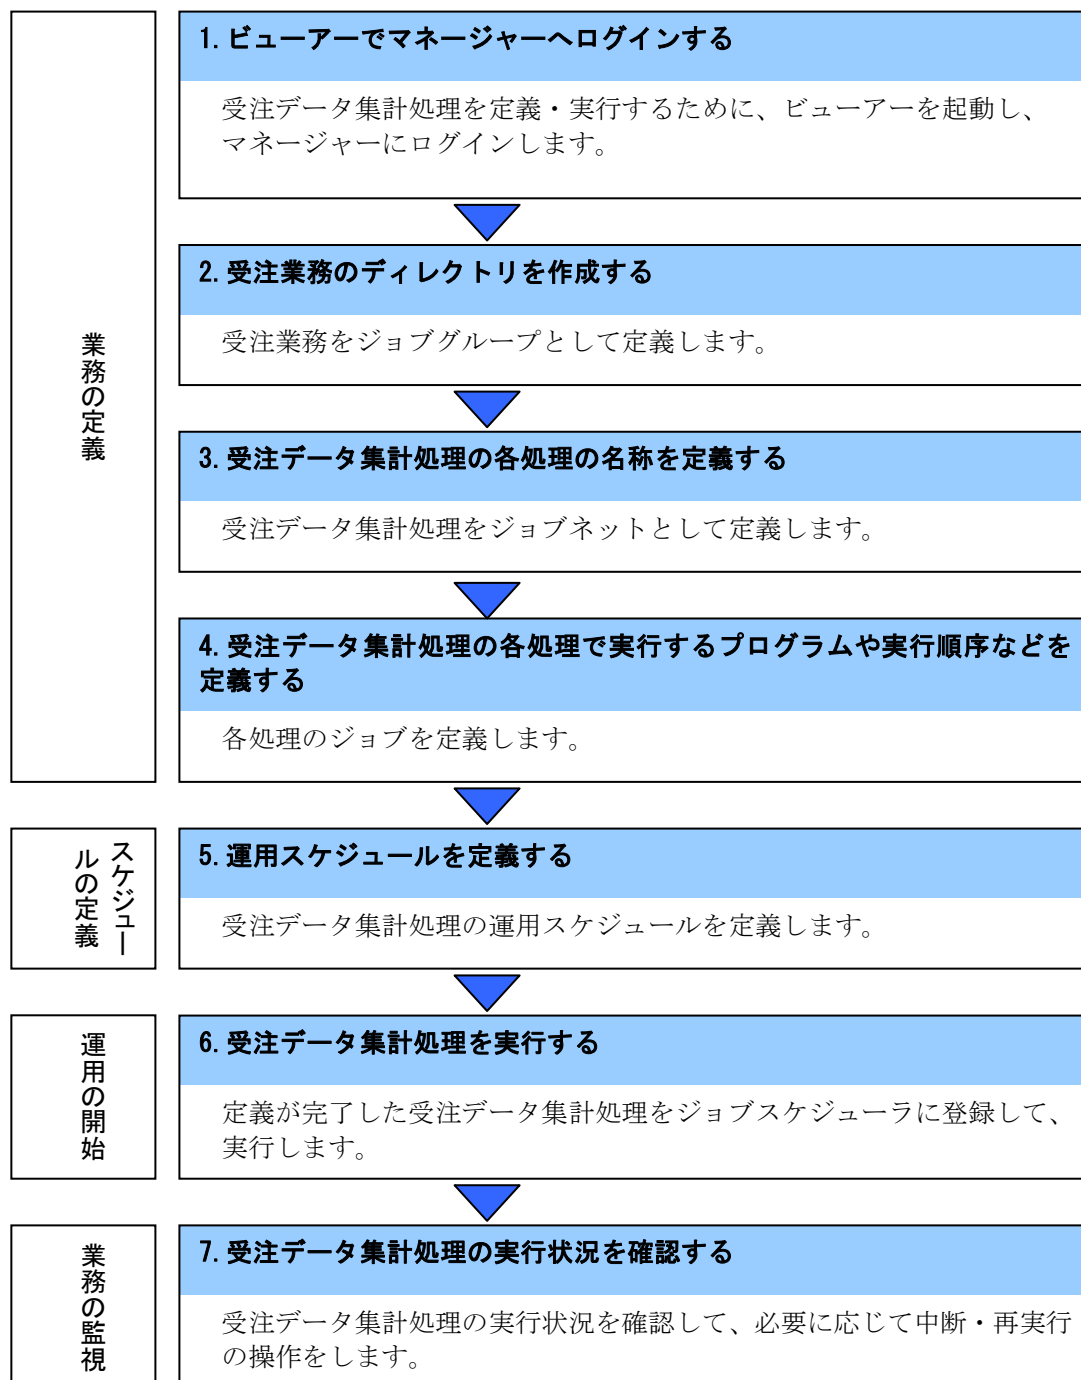 業務の定義
1. ビューアーでマネージャーへログインする
受注データ集計処理を定義・実行するために、ビューアーを起動し、
マネージャーにログインします。
2. 受注業務のディレクトリを作成する
受注業務をジョブグループとして定義します。
3. 受注データ集計処理の各処理の名称を定義する
受注データ集計処理をジョブネットとして定義します。
4. 受注データ集計処理の各処理で実行するプログラムや実行順序などを
定義する
各処理のジョブを定義します。
スケジュー
ルの定義
5. 運用スケジュールを定義する
受注データ集計処理の運用スケジュールを定義します。
運用の開始
6. 受注データ集計処理を実行する
定義が完了した受注データ集計処理をジョブスケジューラに登録して、
実行します。
業務の監視
7. 受注データ集計処理の実行状況を確認する
受注データ集計処理の実行状況を確認して、必要に応じて中断・再実行
の操作をします。